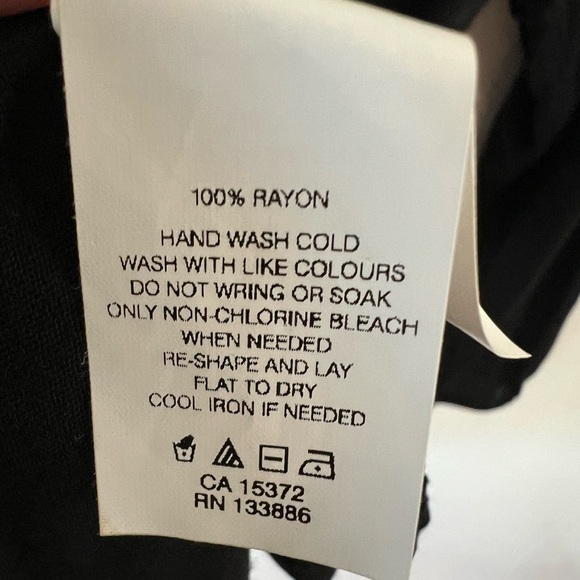 100% RAYON
HAND WASH COLD
WASH WITH LIKE COLOURS
DO NOT WRING OR SOAK
ONLY NON-CHLORINE BLEACH
WHEN NEEDED
RE-SHAPE AND LAY
FLAT TO DRY
COOL IRON IF NEEDED
CA 15372
RN 133886